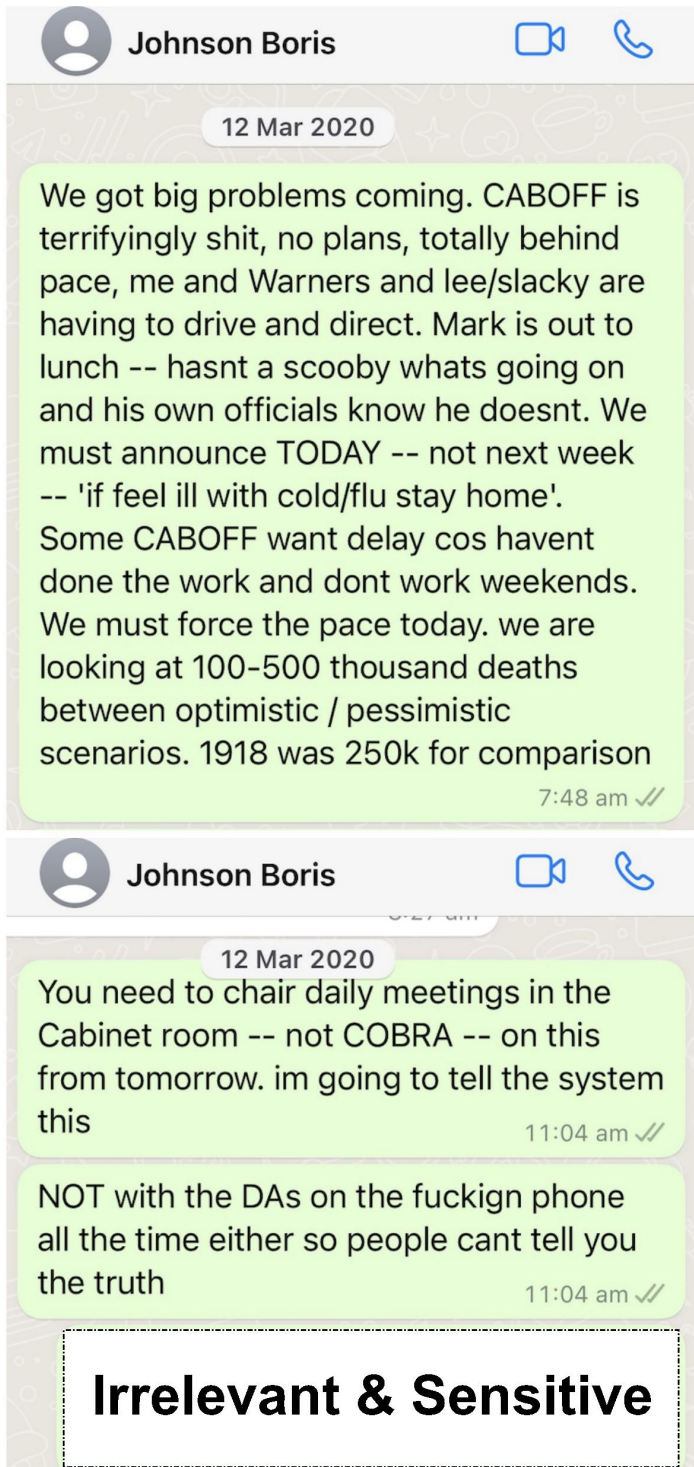 Johnson Boris
12 Mar 2020
We got big problems coming. CABOFF is
terrifyingly shit, no plans, totally behind
pace, me and Warners and lee/slacky are
having to drive and direct. Mark is out to
lunch -- hasnt a scooby whats going on
and his own officials know he doesnt. We
must announce TODAY -- not next week
-- 'if feel ill with cold/flu stay home'.
Some CABOFF want delay cos havent
done the work and dont work weekends.
We must force the pace today. we are
looking at 100-500 thousand deaths
between optimistic / pessimistic
scenarios. 1918 was 250k for comparison
7:48 am
Johnson Boris
12 Mar 2020
You need to chair daily meetings in the
Cabinet room -- not COBRA -- on this
from tomorrow. im going to tell the system
this
11:04 am
NOT with the DAs on the fuckign phone
all the time either so people cant tell you
the truth
11:04 am
Irrelevant & Sensitive